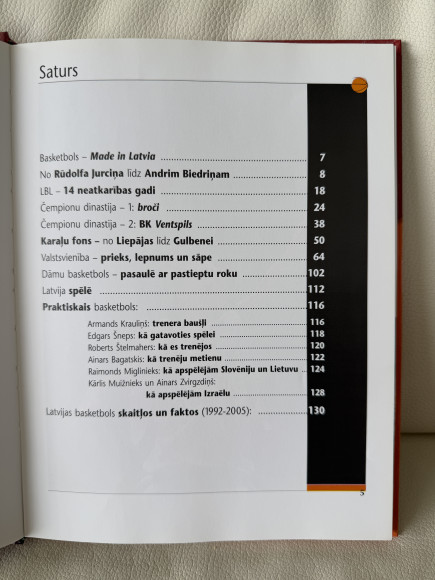 Saturs
Basketbols – Made in Latvia ........ 7
No Rūdolfa Jurciņa līdz Andrim Biedriņam ........ 8
LBL – 14 neatkarības gadi ........ 18
Čempionu dinastija – 1: broči ........ 24
Čempionu dinastija – 2: BK Ventspils ........ 38
Karaļu fons – no Liepājas līdz Gulbenei ........ 50
Valstsvienība – prieks, lepnums un sāpe ........ 64
Dāmu basketbols – pasaulē ar pastieptu roku ........ 102
Latvija spēlē ........ 112
Praktiskais basketbols: ........ 116
Armands Krauliņš: trenera baušļi ........ 116
Edgars Šneps: kā gatavoties spēlei ........ 118
Roberts Štelmahers: kā es trenējos ........ 120
Ainars Bagatskis: kā trenēju metienu ........ 122
Raimonds Miglinieks: kā apspēlējām Slovēniju un Lietuvu ... 124
Kārlis Muižnieks un Ainars Zvirgzdiņš:
kā apspēlējām Izraēlu ........ 128
Latvijas basketbols skaitļos un faktos (1992-2005): ........ 130
5